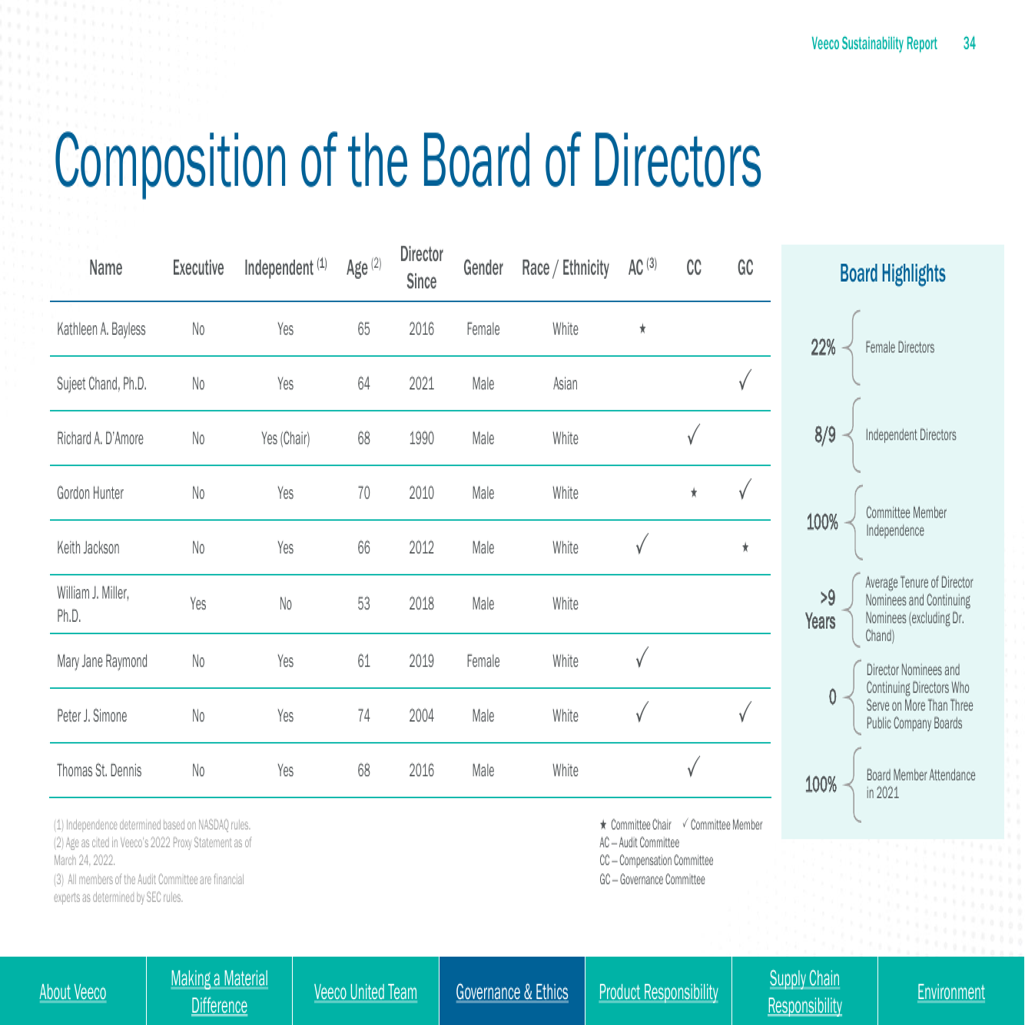 Veeco Sustainability Report 34
Composition of the Board of Directors
Name Executive Independent (1) Age (2) Director Since Gender Race / Ethnicity AC (3) CC GC
Kathleen A. Bayless No Yes 65 2016 Female White ★
Sujeet Chand, Ph.D. No Yes 64 2021 Male Asian ✓
Richard A. D'Amore No Yes (Chair) 68 1990 Male White ✓
Gordon Hunter No Yes 70 2010 Male White ★ ✓
Keith Jackson No Yes 66 2012 Male White ✓ ★
William J. Miller,
Ph.D. Yes No 53 2018 Male White
Mary Jane Raymond No Yes 61 2019 Female White ✓
Peter J. Simone No Yes 74 2004 Male White ✓ ✓
Thomas St. Dennis No Yes 68 2016 Male White ✓
(1) Independence determined based on NASDAQ rules.
(2) Age as cited in Veeco's 2022 Proxy Statement as of
March 24, 2022.
(3) All members of the Audit Committee are financial
experts as determined by SEC rules.
★ Committee Chair ✓ Committee Member
AC – Audit Committee
CC – Compensation Committee
GC – Governance Committee
Board Highlights
22% Female Directors
8/9 Independent Directors
100% Committee Member
Independence
>9
Years
Average Tenure of Director
Nominees and Continuing
Nominees (excluding Dr.
Chand)
0
Director Nominees and
Continuing Directors Who
Serve on More Than Three
Public Company Boards
100% Board Member Attendance
in 2021
About Veeco
Making a Material
Difference
Veeco United Team
Governance & Ethics
Product Responsibility
Supply Chain
Responsibility
Environment